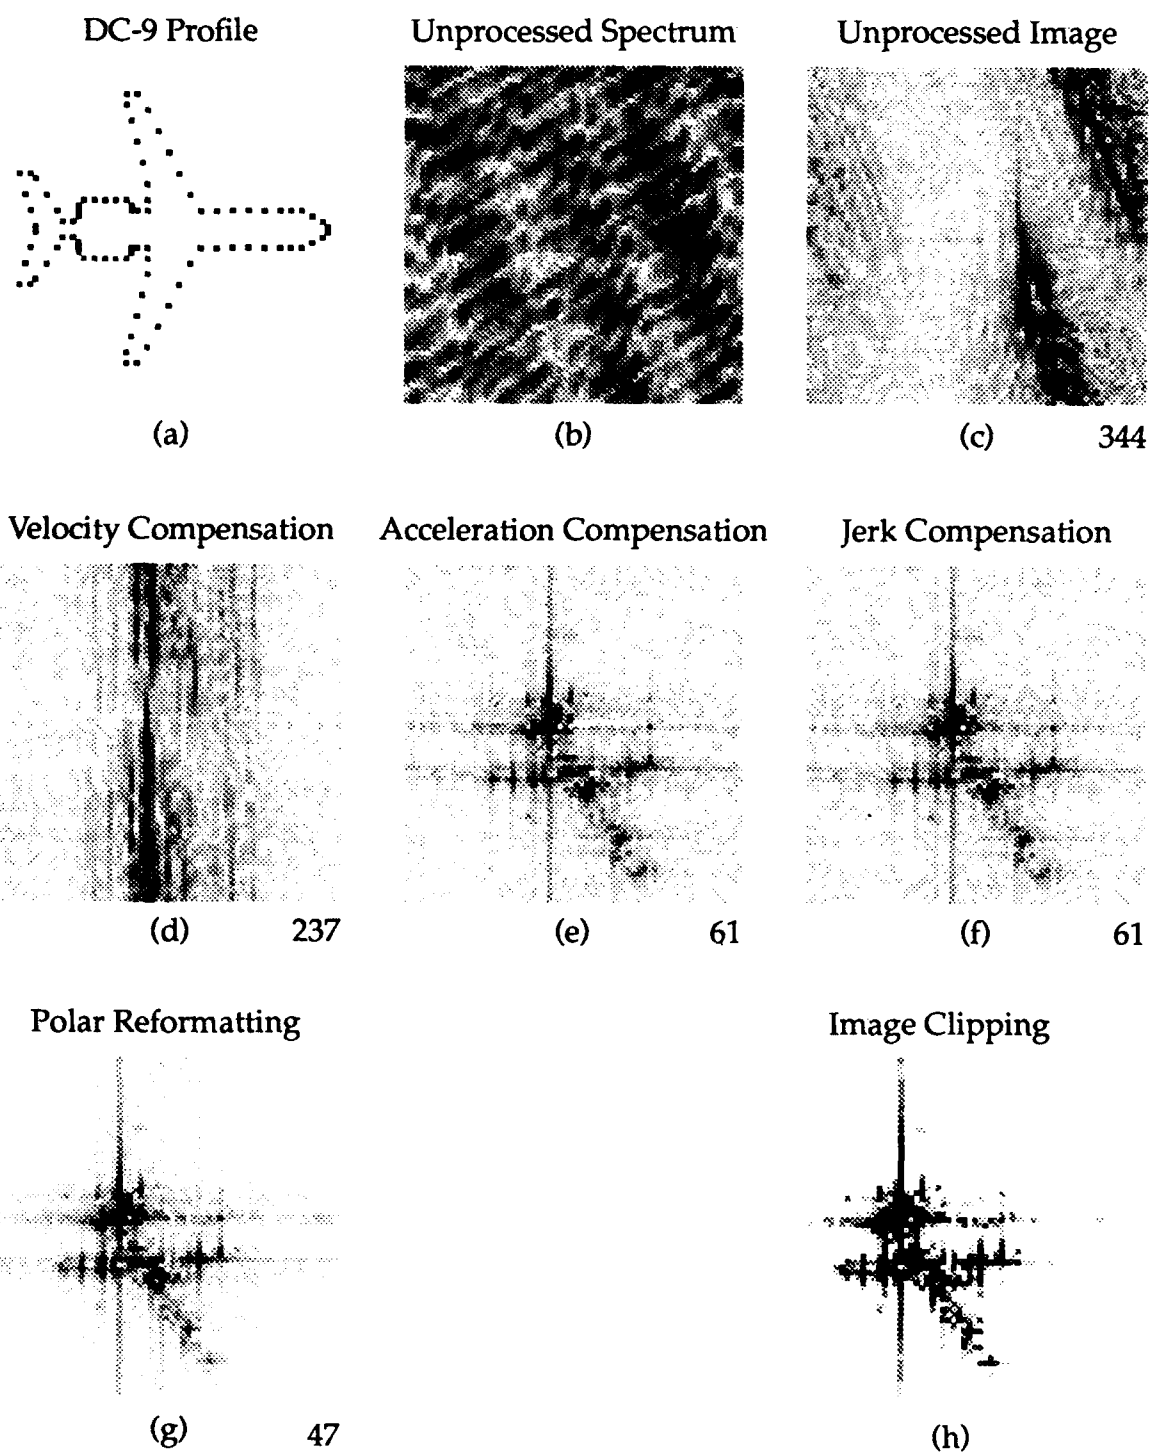 DC-9 Profile
Unprocessed Spectrum
Unprocessed Image
(a)
(b)
(c)
344
Velocity Compensation
Acceleration Compensation
Jerk Compensation
(d)
237
(e)
61
(f)
61
Polar Reformatting
Image Clipping
(g)
47
(h)